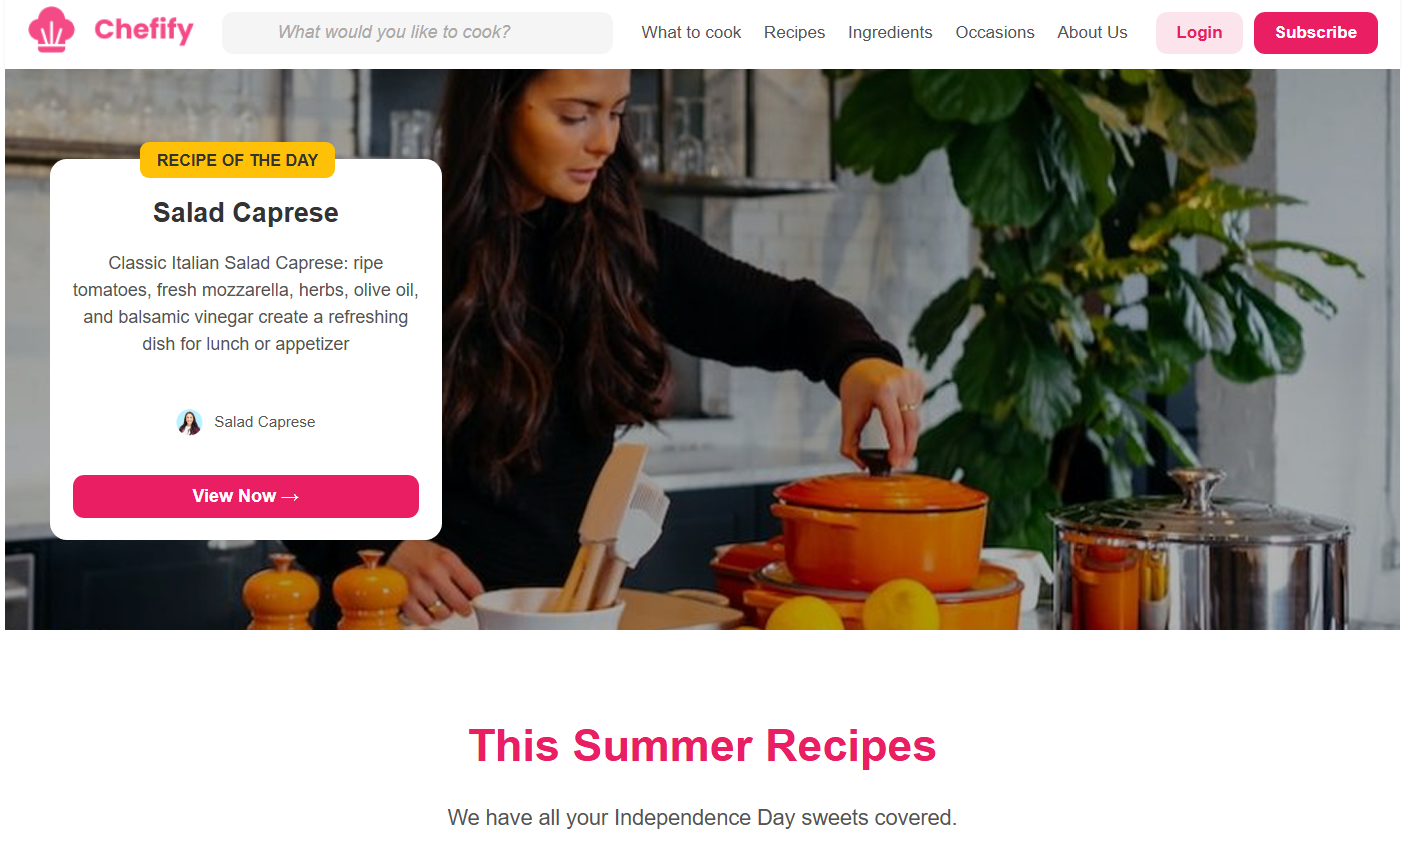 Chefify
What would you like to cook?
What to cook
Recipes
Ingredients
Occasions
About Us
Login
Subscribe
RECIPE OF THE DAY
Salad Caprese
Classic Italian Salad Caprese: ripe
tomatoes, fresh mozzarella, herbs, olive oil,
and balsamic vinegar create a refreshing
dish for lunch or appetizer
Salad Caprese
View Now →
This Summer Recipes
We have all your Independence Day sweets covered.